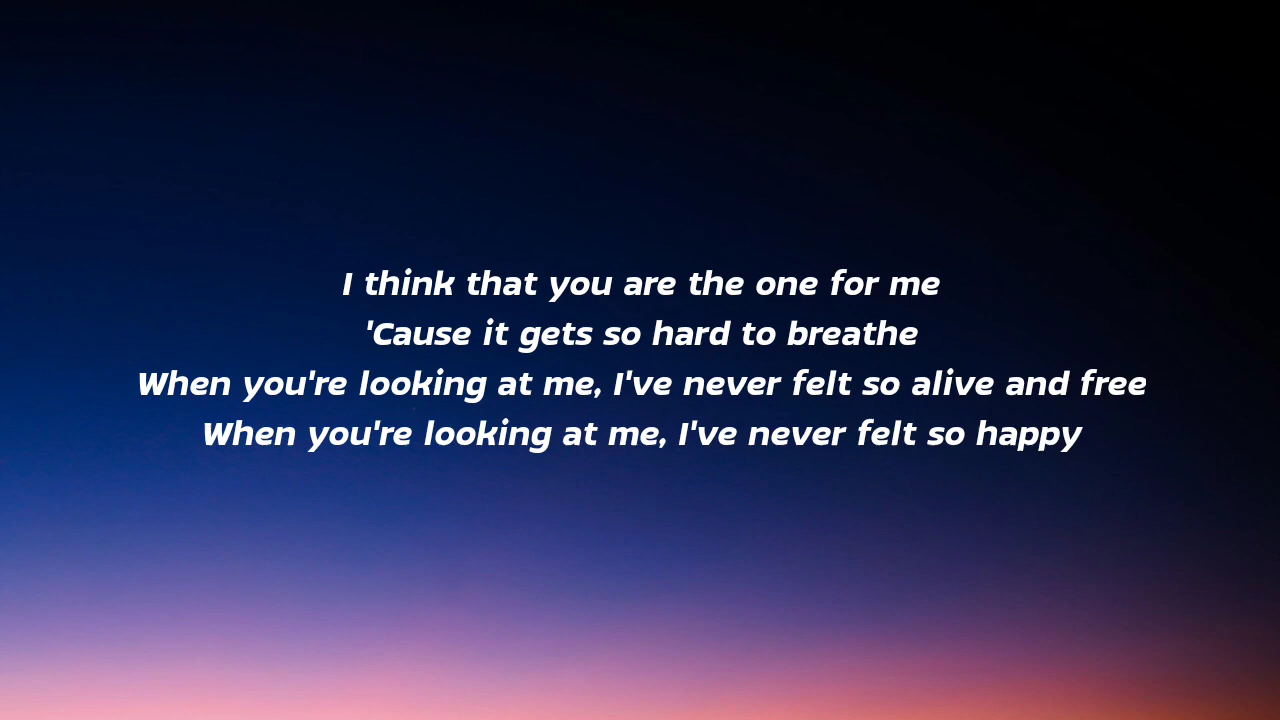 I think that you are the one for me
'Cause it gets so hard to breathe
When you're looking at me, I've never felt so alive and free
When you're looking at me, I've never felt so happy